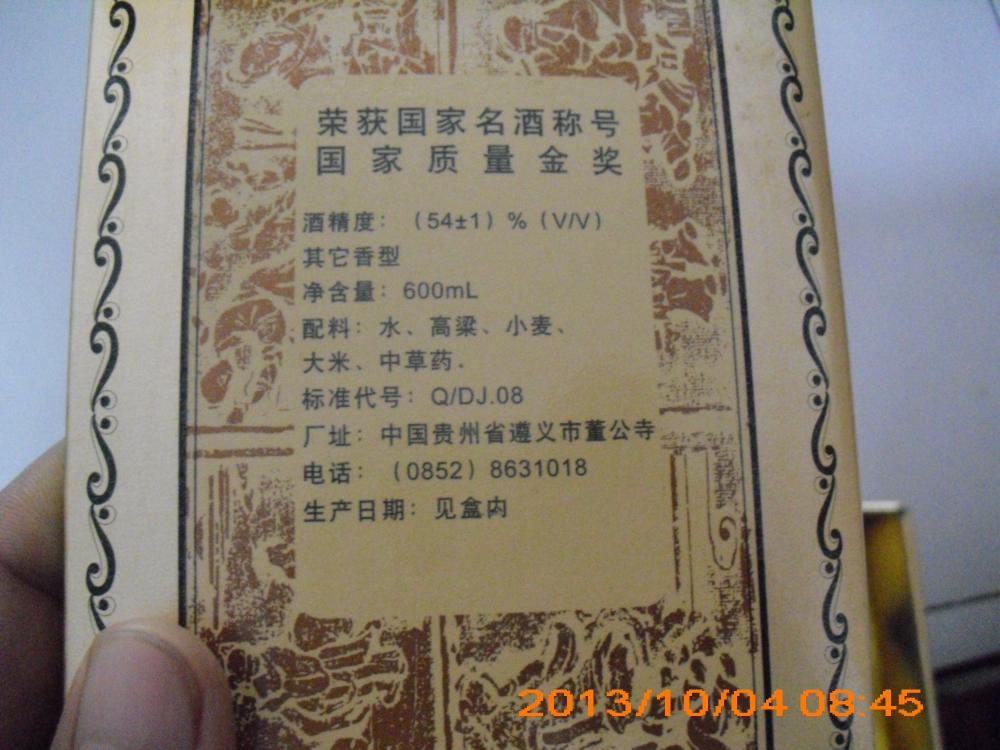 荣获国家名酒称号
国家质量金奖
酒精度：（54±1）%（V/V）
其它香型
净含量：600mL
配料：水、高粱、小麦、
大米、中草药.
标准代号：Q/DJ.08
厂址：中国贵州省遵义市董公寺
电话：（0852）8631018
生产日期：见盒内
2013/10/04 08:45